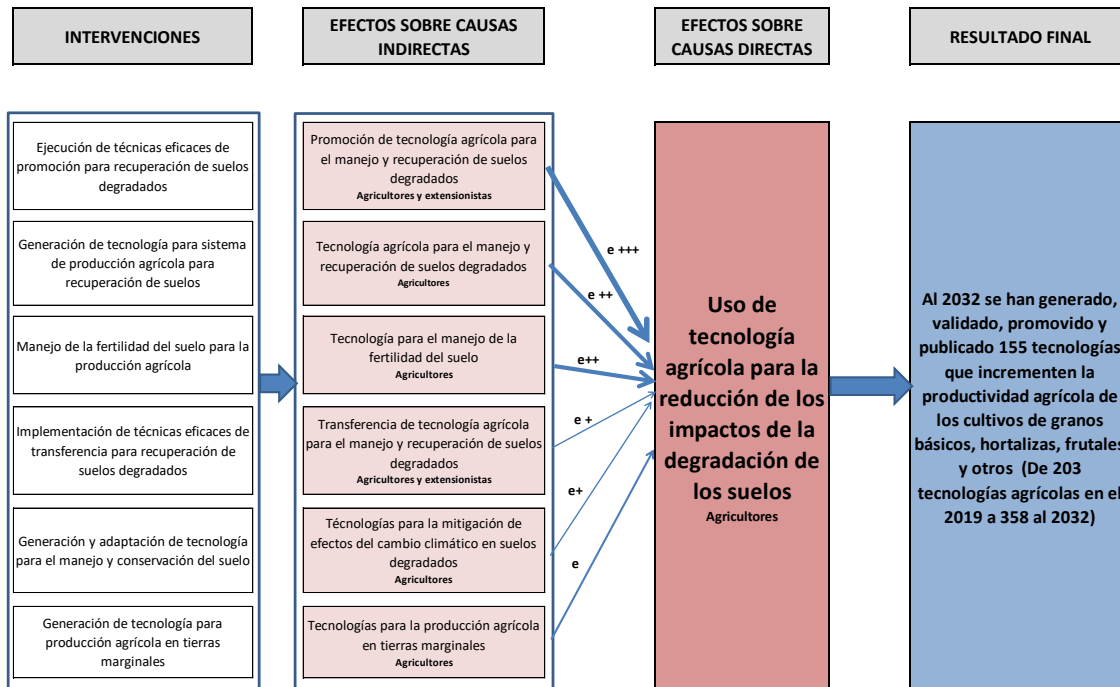 INTERVENCIONES
EFECTOS SOBRE CAUSAS
INDIRECTAS
EFECTOS SOBRE
CAUSAS DIRECTAS
RESULTADO FINAL
Ejecución de técnicas eficaces de
promoción para recuperación de suelos
degradados
Generación de tecnología para sistema
de producción agrícola para
recuperación de suelos
Manejo de la fertilidad del suelo para la
producción agrícola
Implementación de técnicas eficaces de
transferencia para recuperación de
suelos degradados
Generación y adaptación de tecnología
para el manejo y conservación del suelo
Generación de tecnología para
producción agrícola en tierras
marginales
Promoción de tecnología agrícola para
el manejo y recuperación de suelos
degradados
Agricultores y extensionistas
Tecnología agrícola para el manejo y
recuperación de suelos degradados
Agricultores
Tecnología para el manejo de la
fertilidad del suelo
Agricultores
Transferencia de tecnología agrícola
para el manejo y recuperación de suelos
degradados
Agricultores y extensionistas
Técnologías para la mitigación de
efectos del cambio climático en suelos
degradados
Agricultores
Tecnologías para la producción agrícola
en tierras marginales
Agricultores
e +++
e ++
e++
e +
e+
e
Uso de
tecnología
agrícola para la
reducción de los
impactos de la
degradación de
los suelos
Agricultores
Al 2032 se han generado,
validado, promovido y
publicado 155 tecnologías
que incrementen la
productividad agrícola de
los cultivos de granos
básicos, hortalizas, frutales
y otros (De 203
tecnologías agrícolas en el
2019 a 358 al 2032)